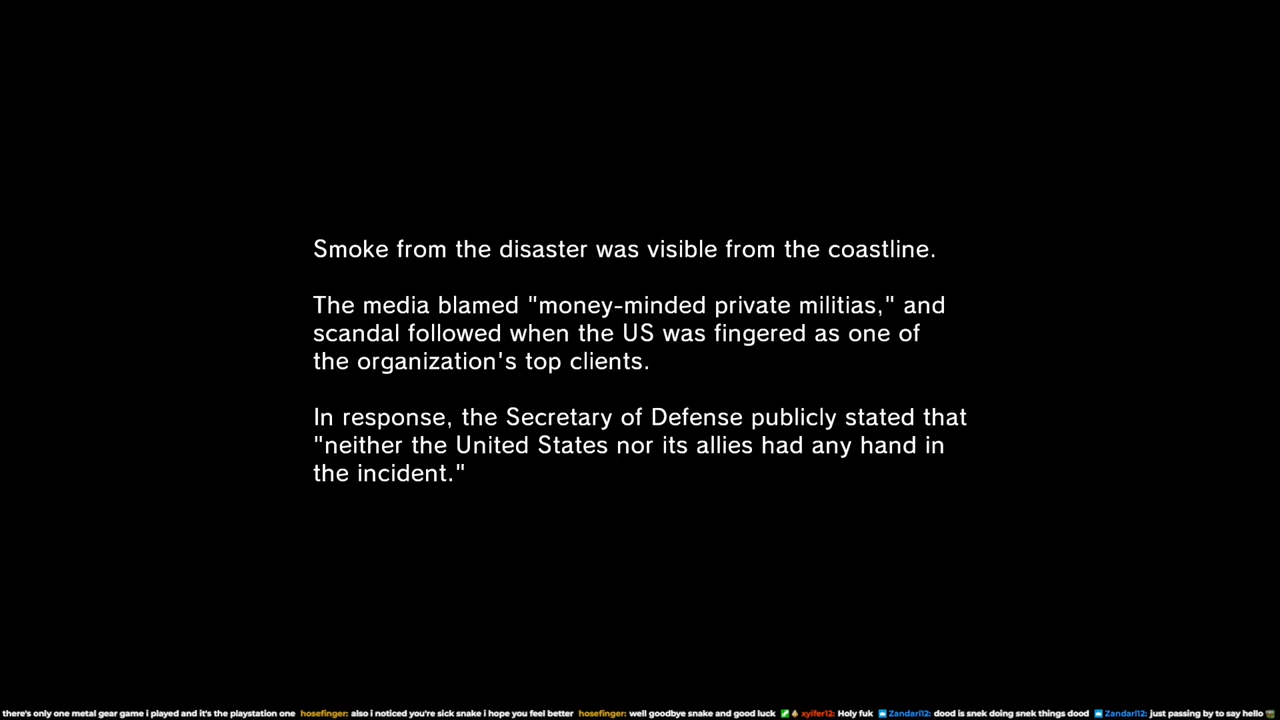 Smoke from the disaster was visible from the coastline.
The media blamed "money-minded private militias," and
scandal followed when the US was fingered as one of
the organization's top clients.
In response, the Secretary of Defense publicly stated that
"neither the United States nor its allies had any hand in
the incident."
there's only one metal gear game i played and it's the playstation one hosefinger: also i noticed you're sick snake i hope you feel better hosefinger: well goodbye snake and good luck xyifer12: Holy fuk Zandarl12: dood is snek doing snek things dood Zandarl12: just passing by to say hello